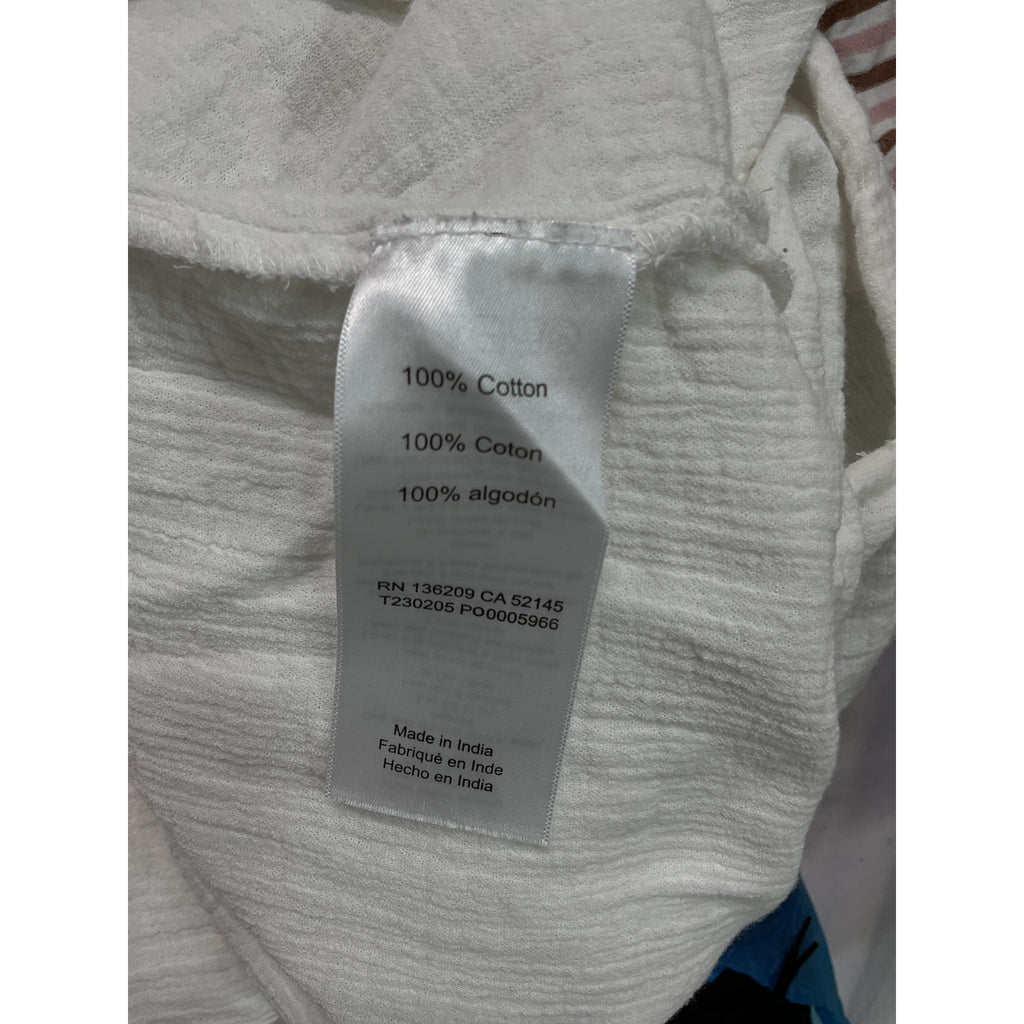 100% Cotton
100% Coton
100% algodón
RN 136209 CA 52145
T230205 PO0005966
Made in India
Fabriqué en Inde
Hecho en India